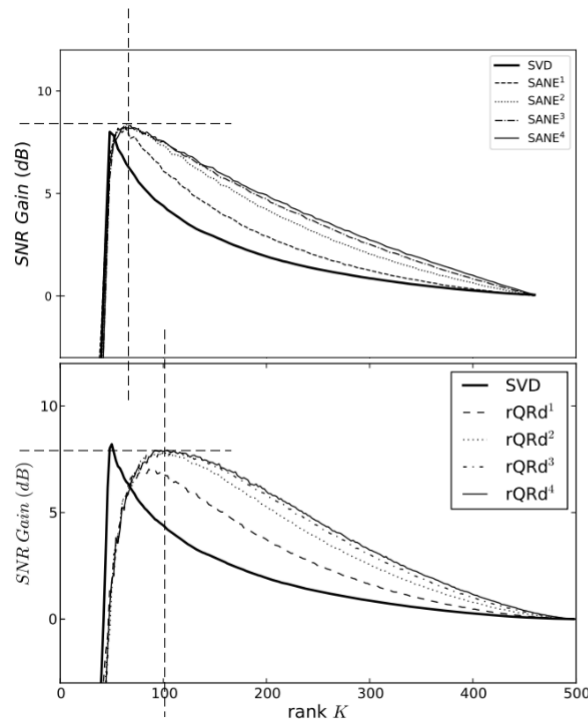 10
5
0
SNR Gain (dB)
SVD
SANE¹
SANE²
SANE³
SANE⁴
10
5
0
SNR Gain (dB)
SVD
rQRd¹
rQRd²
rQRd³
rQRd⁴
0 100 200 300 400 500
rank K